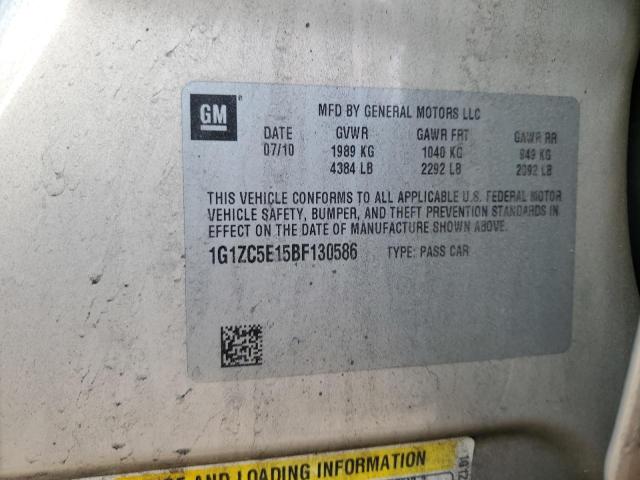 GM
®
MFD BY GENERAL MOTORS LLC
DATE GVWR GAWR FRT GAWR RR
07/10 1989 KG 1040 KG 949 KG
4384 LB 2292 LB 2092 LB
THIS VEHICLE CONFORMS TO ALL APPLICABLE U.S. FEDERAL MOTOR
VEHICLE SAFETY, BUMPER, AND THEFT PREVENTION STANDARDS IN
EFFECT ON THE DATE OF MANUFACTURE SHOWN ABOVE.
1G1ZC5E15BF130586 TYPE: PASS CAR
AND LOADING INFORMATION